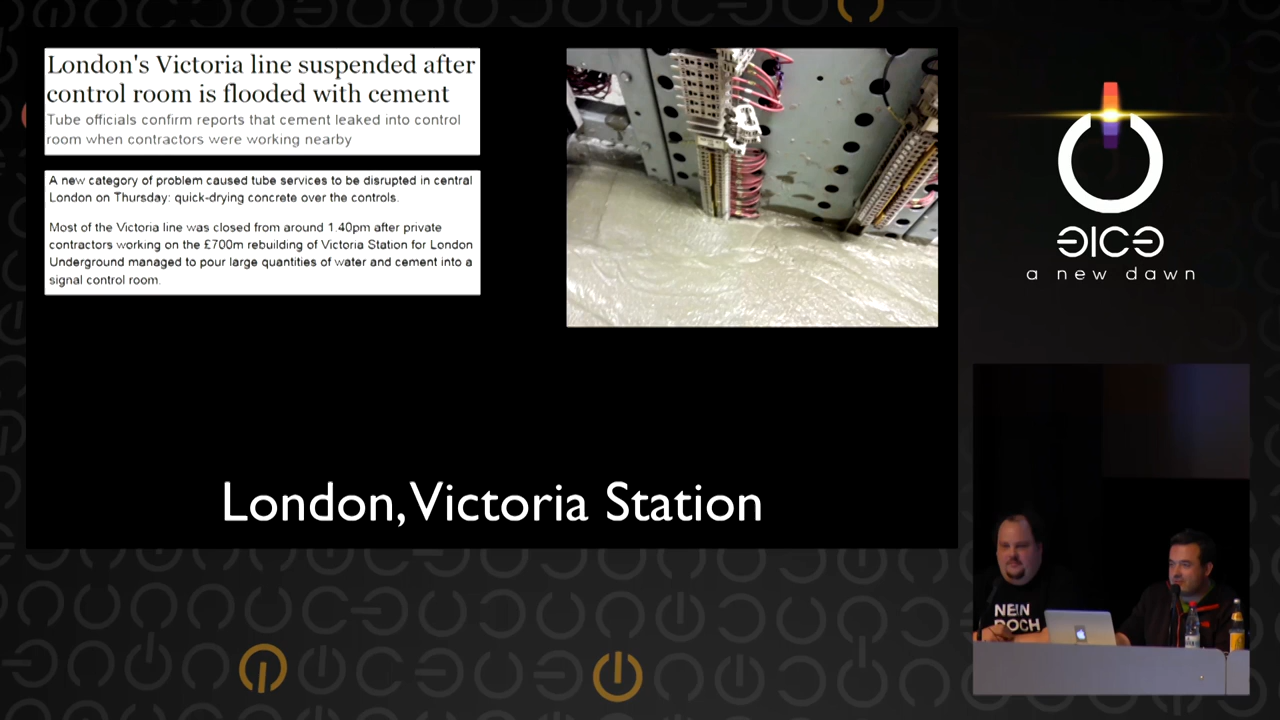 London's Victoria line suspended after
control room is flooded with cement
Tube officials confirm reports that cement leaked into control
room when contractors were working nearby
A new category of problem caused tube services to be disrupted in central
London on Thursday: quick-drying concrete over the controls.
Most of the Victoria line was closed from around 1.40pm after private
contractors working on the £700m rebuilding of Victoria Station for London
Underground managed to pour large quantities of water and cement into a
signal control room.
London, Victoria Station
ƎICƏ
a new dawn
NEIN
DOCH